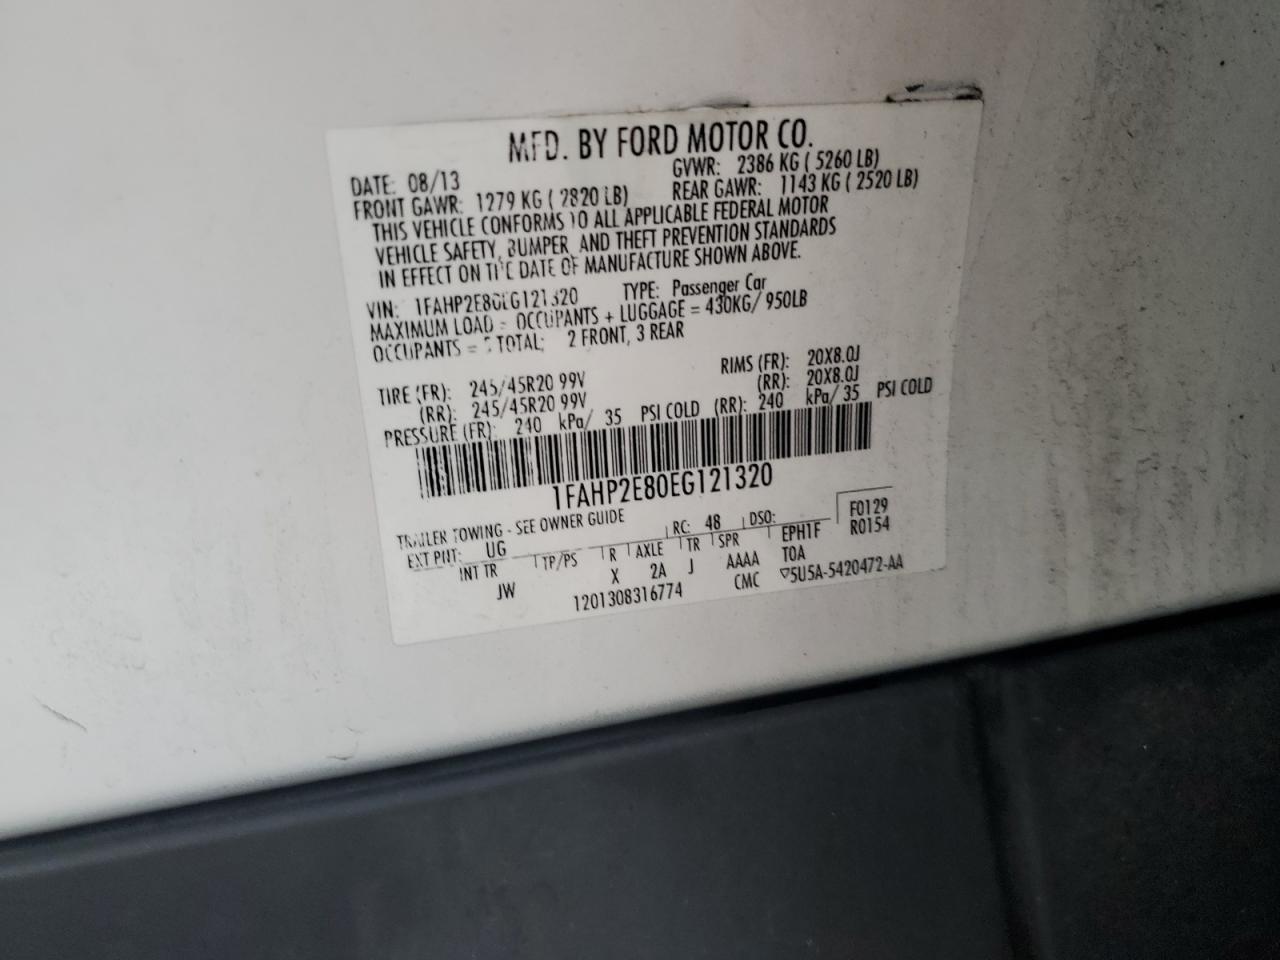 MFD. BY FORD MOTOR CO.
DATE: 08/13 GVWR: 2386 KG ( 5260 LB)
FRONT GAWR: 1279 KG ( 2820 LB) REAR GAWR: 1143 KG ( 2520 LB)
THIS VEHICLE CONFORMS TO ALL APPLICABLE FEDERAL MOTOR
VEHICLE SAFETY, BUMPER, AND THEFT PREVENTION STANDARDS
IN EFFECT ON THE DATE OF MANUFACTURE SHOWN ABOVE.
VIN: 1FAHP2E80EG121320 TYPE: Passenger Car
MAXIMUM LOAD = OCCUPANTS + LUGGAGE = 430KG/ 950LB
OCCUPANTS = 5 TOTAL; 2 FRONT, 3 REAR
TIRE (FR): 245/45R20 99V RIMS (FR): 20X8.0J
(RR): 245/45R20 99V (RR): 20X8.0J
PRESSURE (FR): 240 kPa/ 35 PSI COLD (RR): 240 kPa/ 35 PSI COLD
1FAHP2E80EG121320
TRAILER TOWING - SEE OWNER GUIDE
EXT PNT: UG RC: 48 DSO: F0129
INT TR TP/PS R AXLE TR SPR EPH1F R0154
JW X 2A J AAAA T0A
1201308316774 CMC ▽5U5A-5420472-AA